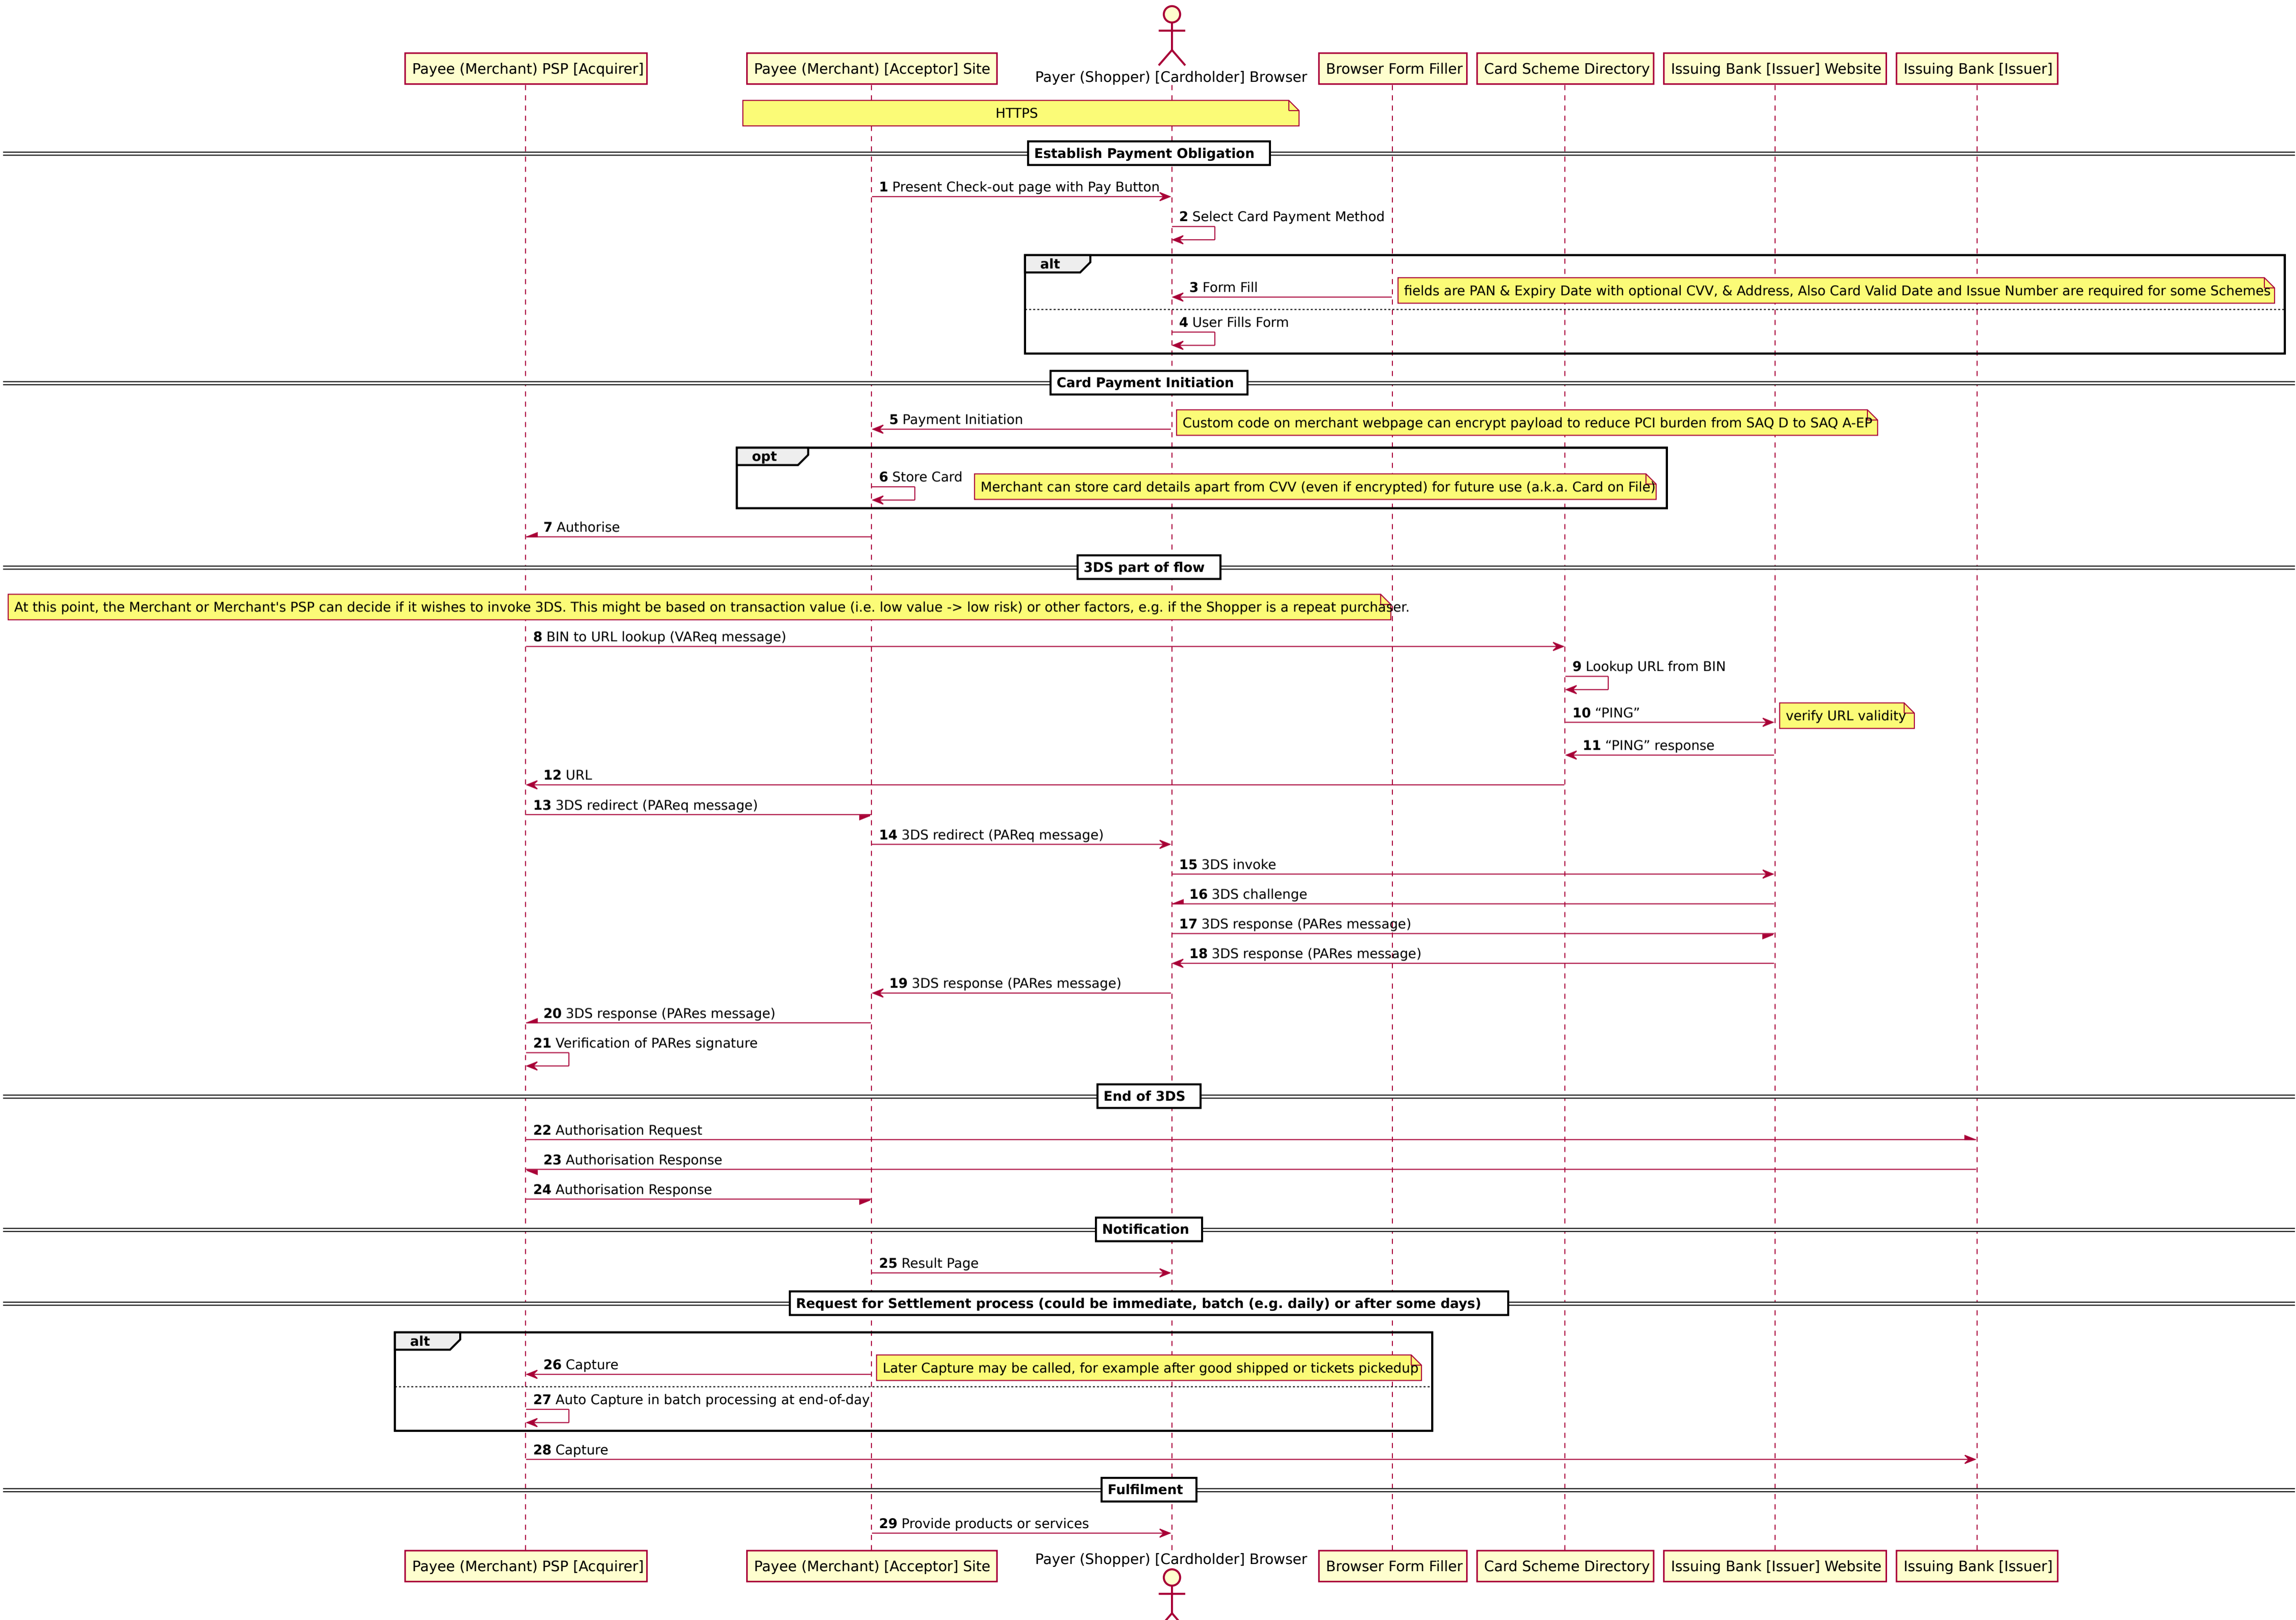 Payee (Merchant) PSP [Acquirer]
Payee (Merchant) [Acceptor] Site
Payer (Shopper) [Cardholder] Browser
Browser Form Filler
Card Scheme Directory
Issuing Bank [Issuer] Website
Issuing Bank [Issuer]
HTTPS
Establish Payment Obligation
1 Present Check-out page with Pay Button
2 Select Card Payment Method
alt
3 Form Fill
fields are PAN & Expiry Date with optional CVV, & Address, Also Card Valid Date and Issue Number are required for some Schemes
4 User Fills Form
Card Payment Initiation
5 Payment Initiation
Custom code on merchant webpage can encrypt payload to reduce PCI burden from SAQ D to SAQ A-EP
opt
6 Store Card
Merchant can store card details apart from CVV (even if encrypted) for future use (a.k.a. Card on File)
7 Authorise
3DS part of flow
At this point, the Merchant or Merchant's PSP can decide if it wishes to invoke 3DS. This might be based on transaction value (i.e. low value -> low risk) or other factors, e.g. if the Shopper is a repeat purchaser.
8 BIN to URL lookup (VAReq message)
9 Lookup URL from BIN
10 “PING”
verify URL validity
11 “PING” response
12 URL
13 3DS redirect (PAReq message)
14 3DS redirect (PAReq message)
15 3DS invoke
16 3DS challenge
17 3DS response (PARes message)
18 3DS response (PARes message)
19 3DS response (PARes message)
20 3DS response (PARes message)
21 Verification of PARes signature
End of 3DS
22 Authorisation Request
23 Authorisation Response
24 Authorisation Response
Notification
25 Result Page
Request for Settlement process (could be immediate, batch (e.g. daily) or after some days)
alt
26 Capture
Later Capture may be called, for example after good shipped or tickets pickedup
27 Auto Capture in batch processing at end-of-day
28 Capture
Fulfilment
29 Provide products or services
Payee (Merchant) PSP [Acquirer]
Payee (Merchant) [Acceptor] Site
Payer (Shopper) [Cardholder] Browser
Browser Form Filler
Card Scheme Directory
Issuing Bank [Issuer] Website
Issuing Bank [Issuer]